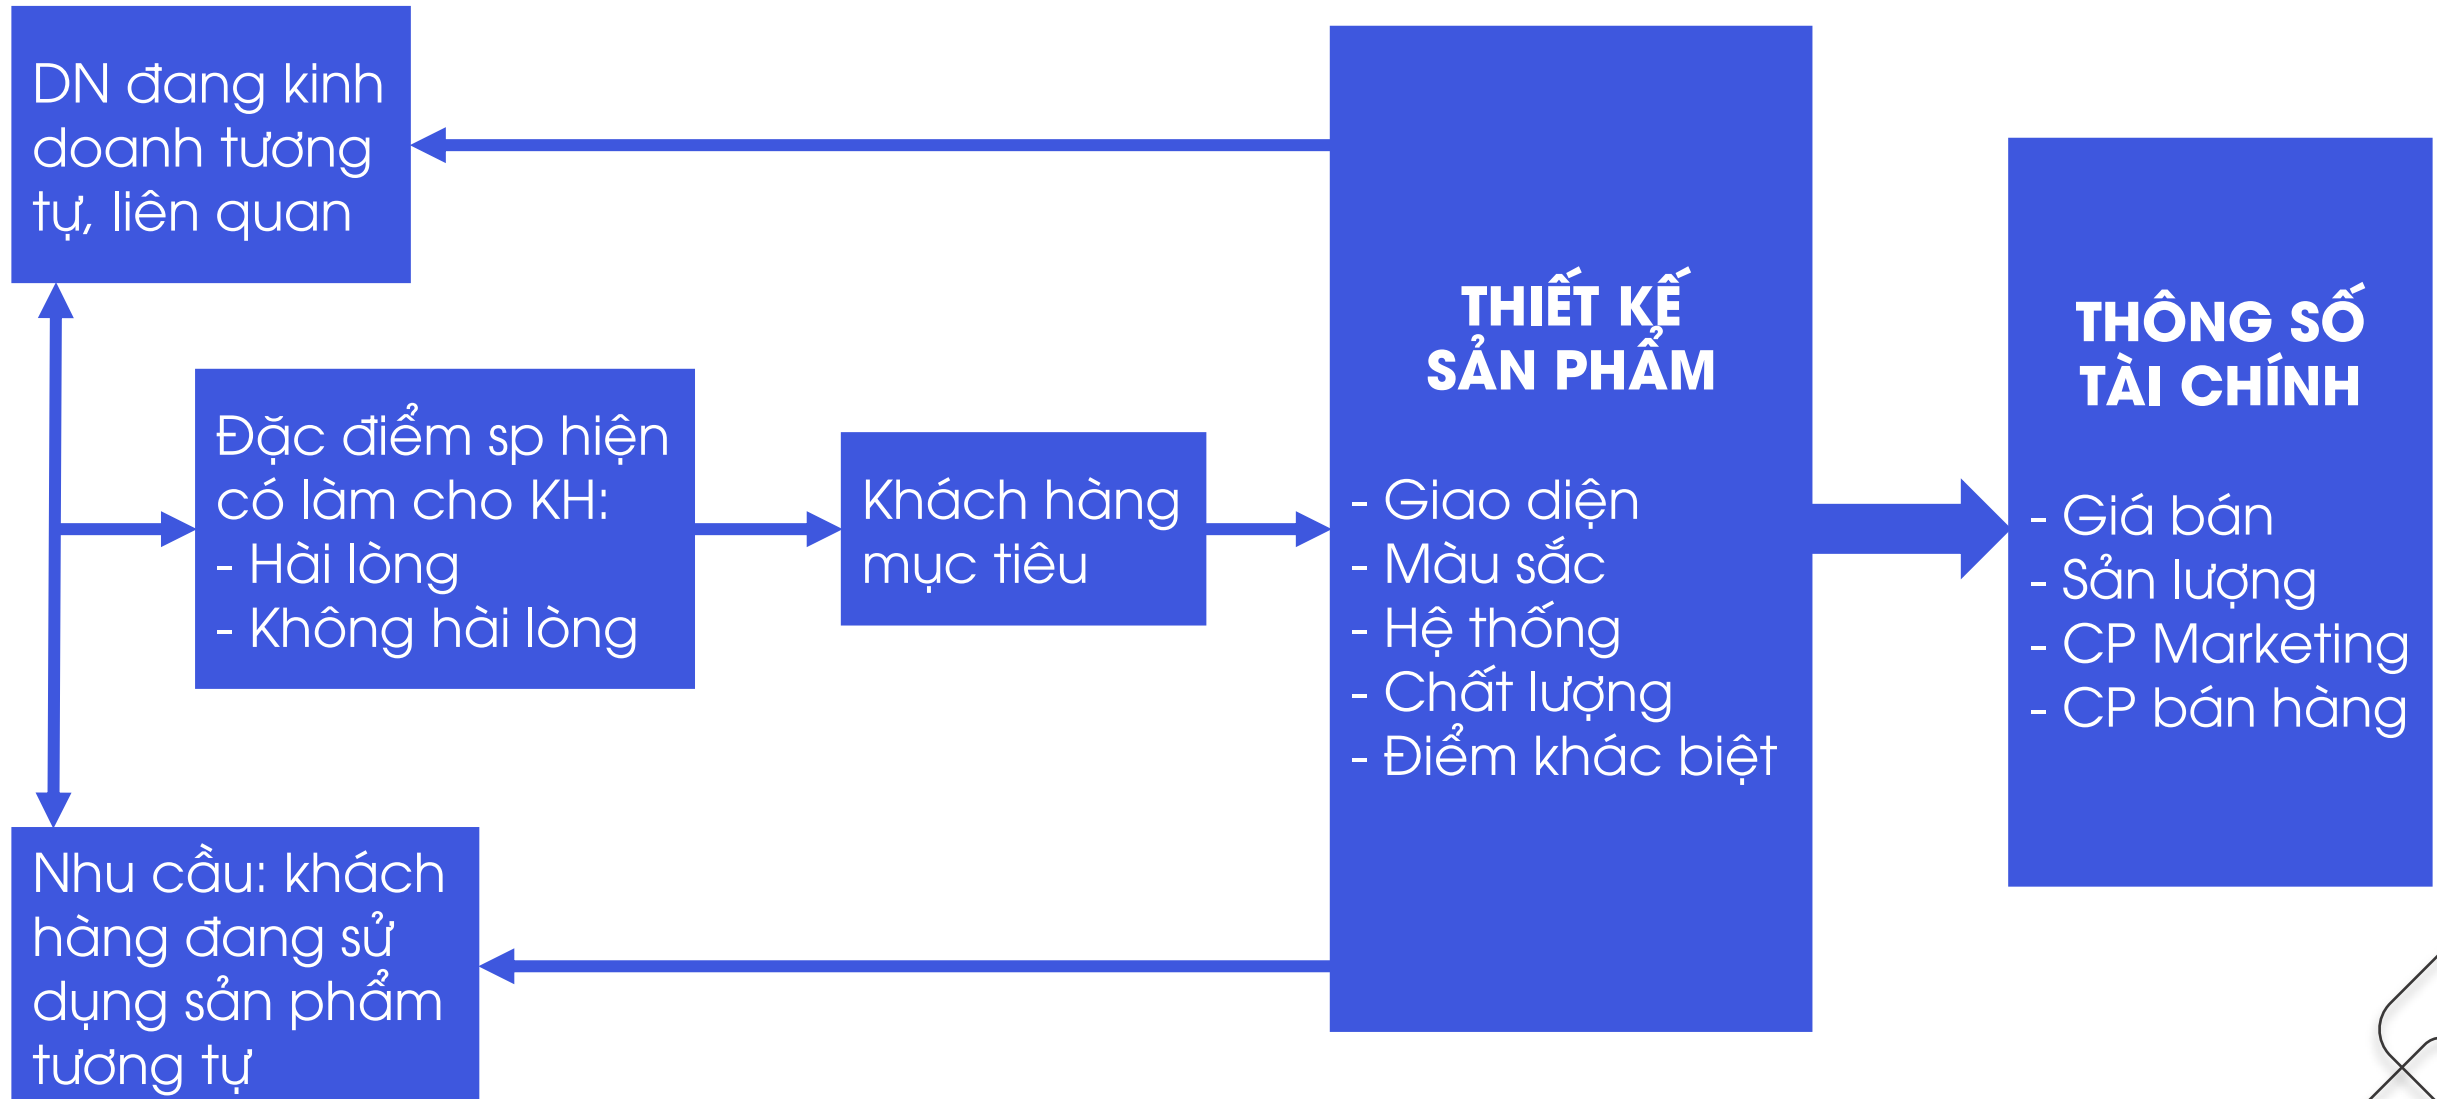 DN đang kinh
doanh tương
tự, liên quan
Đặc điểm sp hiện
có làm cho KH:
- Hài lòng
- Không hài lòng
Nhu cầu: khách
hàng đang sử
dụng sản phẩm
tương tự
Khách hàng
mục tiêu
THIẾT KẾ
SẢN PHẨM
- Giao diện
- Màu sắc
- Hệ thống
- Chất lượng
- Điểm khác biệt
THÔNG SỐ
TÀI CHÍNH
- Giá bán
- Sản lượng
- CP Marketing
- CP bán hàng